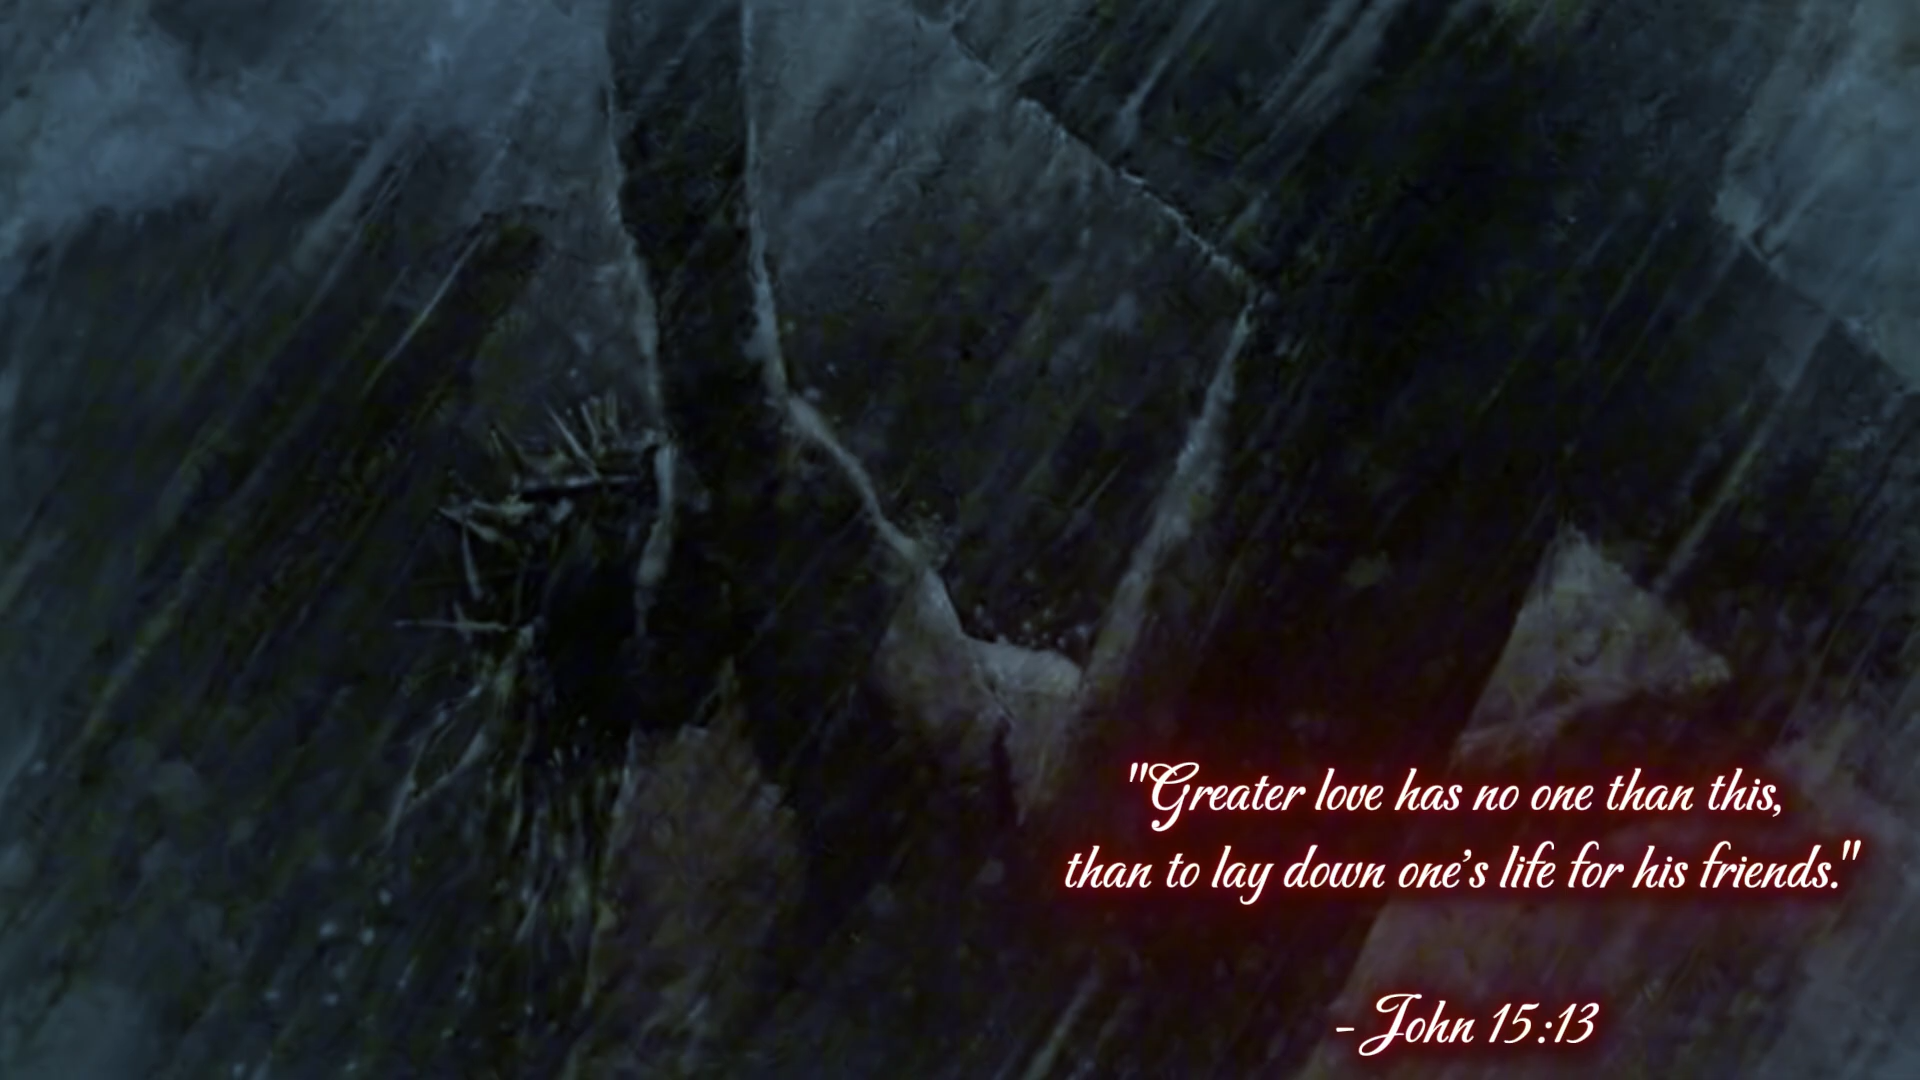 "Greater love has no one than this,
than to lay down one's life for his friends."
- John 15:13